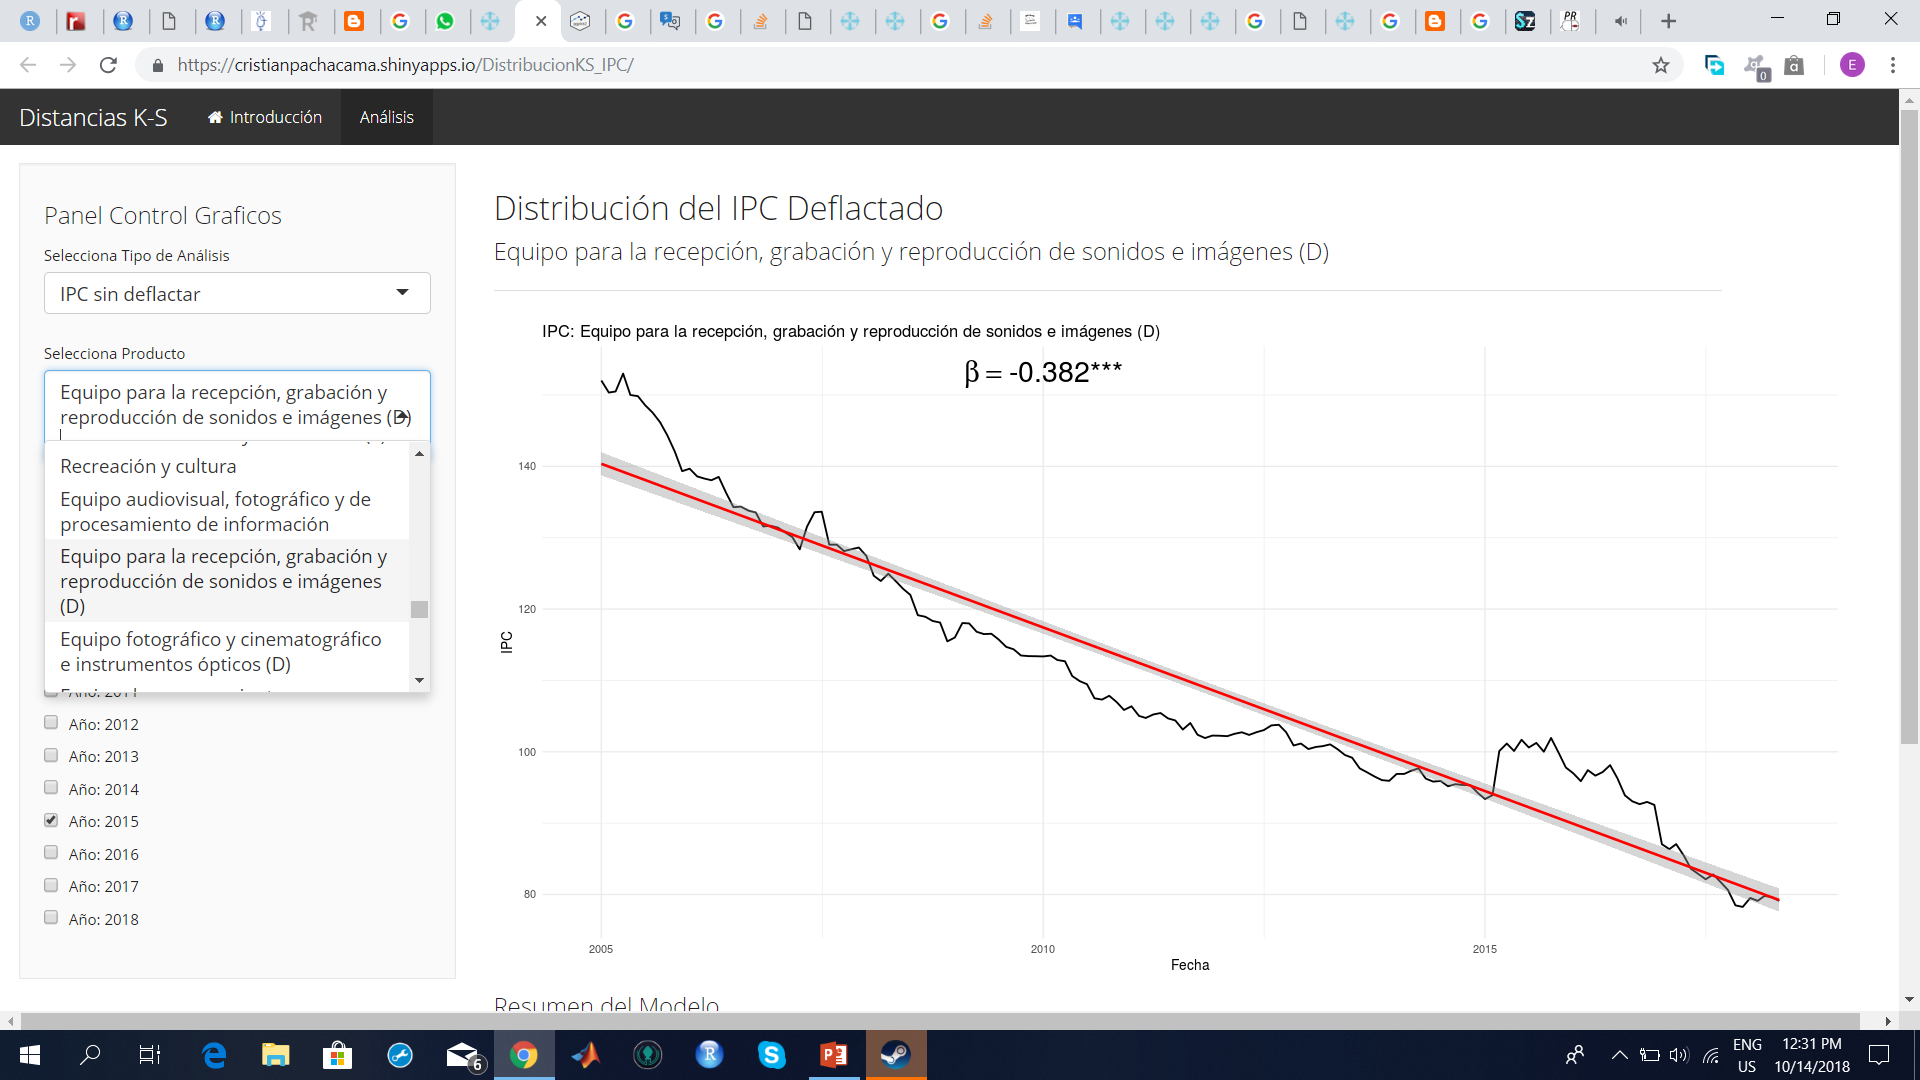 https://cristianpachacama.shinyapps.io/DistribucionKS_IPC/
0
E
Distancias K-S
Introducción
Análisis
Panel Control Graficos
Selecciona Tipo de Análisis
IPC sin deflactar
Selecciona Producto
Equipo para la recepción, grabación y
reproducción de sonidos e imágenes (D)
Recreación y cultura
Equipo audiovisual, fotográfico y de
procesamiento de información
Equipo para la recepción, grabación y
reproducción de sonidos e imágenes
(D)
Equipo fotográfico y cinematográfico
e instrumentos ópticos (D)
Año: 2011
Año: 2012
Año: 2013
Año: 2014
Año: 2015
Año: 2016
Año: 2017
Año: 2018
Distribución del IPC Deflactado
Equipo para la recepción, grabación y reproducción de sonidos e imágenes (D)
IPC: Equipo para la recepción, grabación y reproducción de sonidos e imágenes (D)
β = -0.382***
140
120
100
80
IPC
2005
2010
2015
Fecha
Resumen del Modelo
6
ENG
US
12:31 PM
10/14/2018